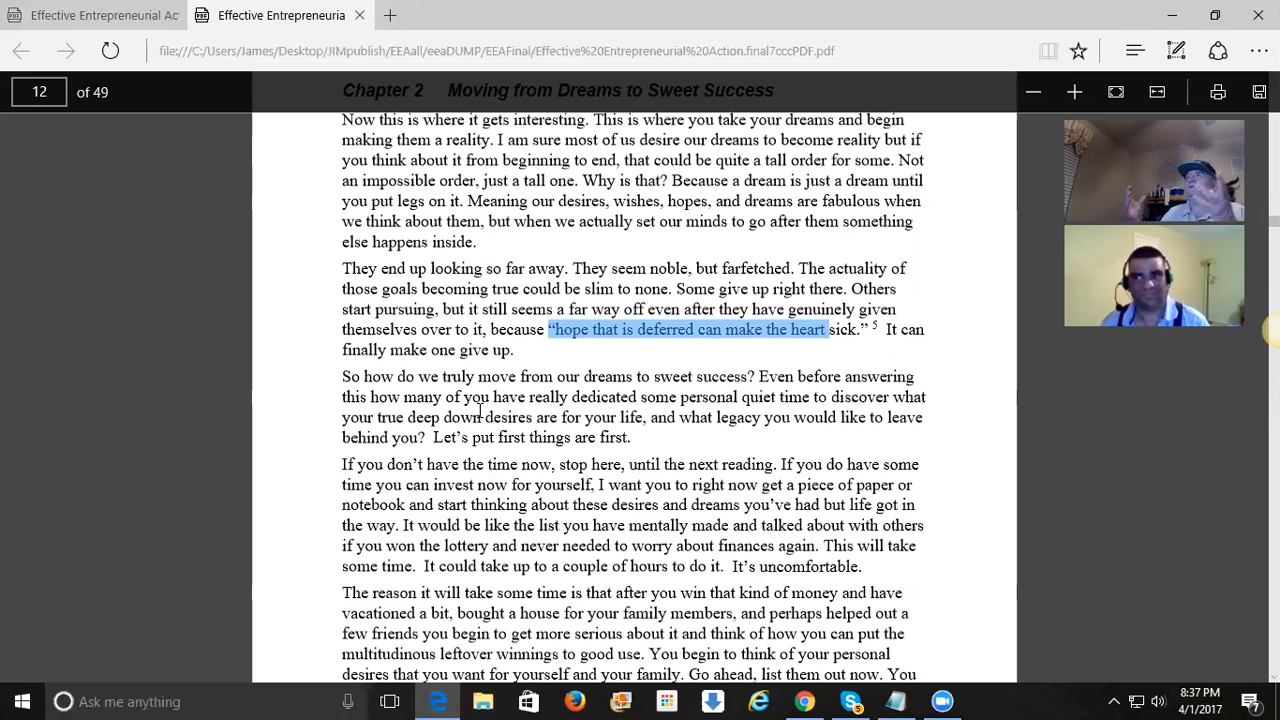 Effective Entrepreneurial Ac
Effective Entrepreneuria
file:///C:/Users/James/Desktop/JIMpublish/EEAall/eeaDUMP/EEAFinal/Effective%20Entrepreneurial%20Action.final7cccPDF.pdf
12 of 49
Chapter 2 Moving from Dreams to Sweet Success
Now this is where it gets interesting. This is where you take your dreams and begin
making them a reality. I am sure most of us desire our dreams to become reality but if
you think about it from beginning to end, that could be quite a tall order for some. Not
an impossible order, just a tall one. Why is that? Because a dream is just a dream until
you put legs on it. Meaning our desires, wishes, hopes, and dreams are fabulous when
we think about them, but when we actually set our minds to go after them something
else happens inside.
They end up looking so far away. They seem noble, but farfetched. The actuality of
those goals becoming true could be slim to none. Some give up right there. Others
start pursuing, but it still seems a far way off even after they have genuinely given
themselves over to it, because “hope that is deferred can make the heart sick.” 5 It can
finally make one give up.
So how do we truly move from our dreams to sweet success? Even before answering
this how many of you have really dedicated some personal quiet time to discover what
your true deep down desires are for your life, and what legacy you would like to leave
behind you? Let’s put first things are first.
If you don’t have the time now, stop here, until the next reading. If you do have some
time you can invest now for yourself, I want you to right now get a piece of paper or
notebook and start thinking about these desires and dreams you’ve had but life got in
the way. It would be like the list you have mentally made and talked about with others
if you won the lottery and never needed to worry about finances again. This will take
some time. It could take up to a couple of hours to do it. It’s uncomfortable.
The reason it will take some time is that after you win that kind of money and have
vacationed a bit, bought a house for your family members, and perhaps helped out a
few friends you begin to get more serious about it and think of how you can put the
multitudinous leftover winnings to good use. You begin to think of your personal
desires that you want for yourself and your family. Go ahead, list them out now. You
Ask me anything
8:37 PM
4/1/2017